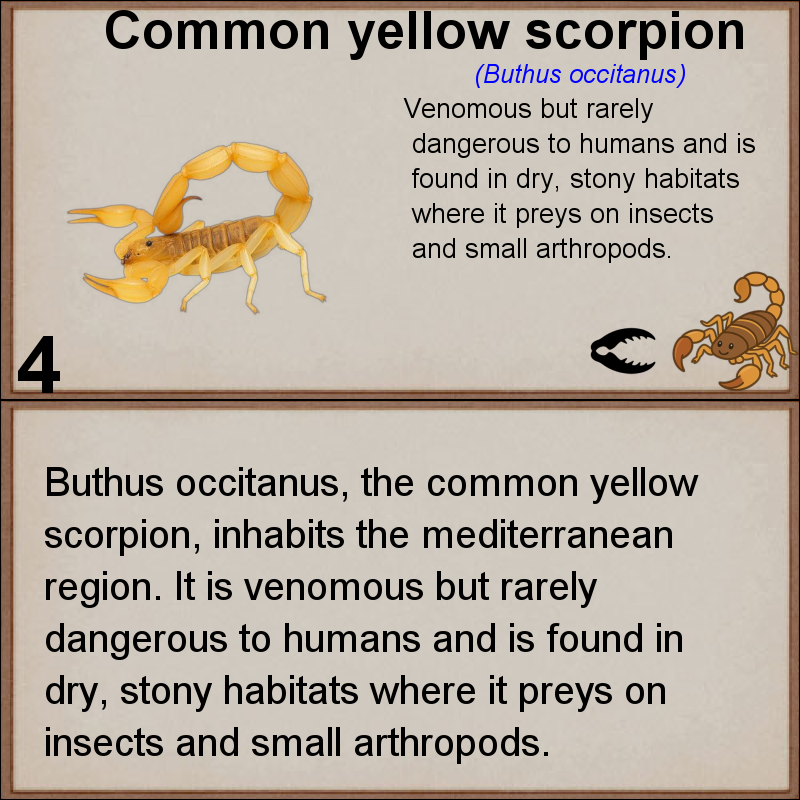 Common yellow scorpion
(Buthus occitanus)
Venomous but rarely
dangerous to humans and is
found in dry, stony habitats
where it preys on insects
and small arthropods.
4
Buthus occitanus, the common yellow
scorpion, inhabits the mediterranean
region. It is venomous but rarely
dangerous to humans and is found in
dry, stony habitats where it preys on
insects and small arthropods.